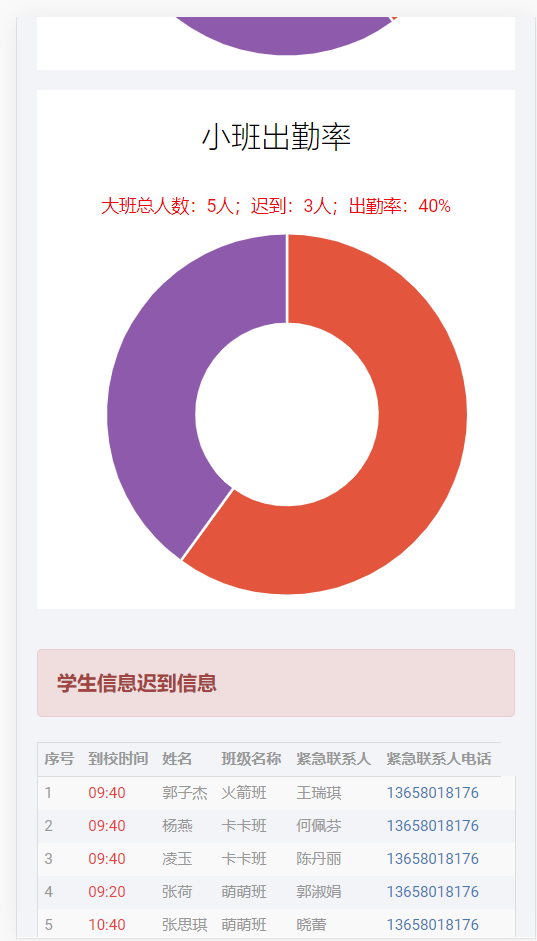 小班出勤率
大班总人数：5人；迟到：3人；出勤率：40%
学生信息迟到信息
序号 到校时间 姓名 班级名称 紧急联系人 紧急联系人电话
1 09:40 郭子杰 火箭班 王瑞琪 13658018176
2 09:40 杨燕 卡卡班 何佩芬 13658018176
3 09:40 凌玉 卡卡班 陈丹丽 13658018176
4 09:20 张荷 萌萌班 郭淑娟 13658018176
5 10:40 张思琪 萌萌班 晓蕾 13658018176